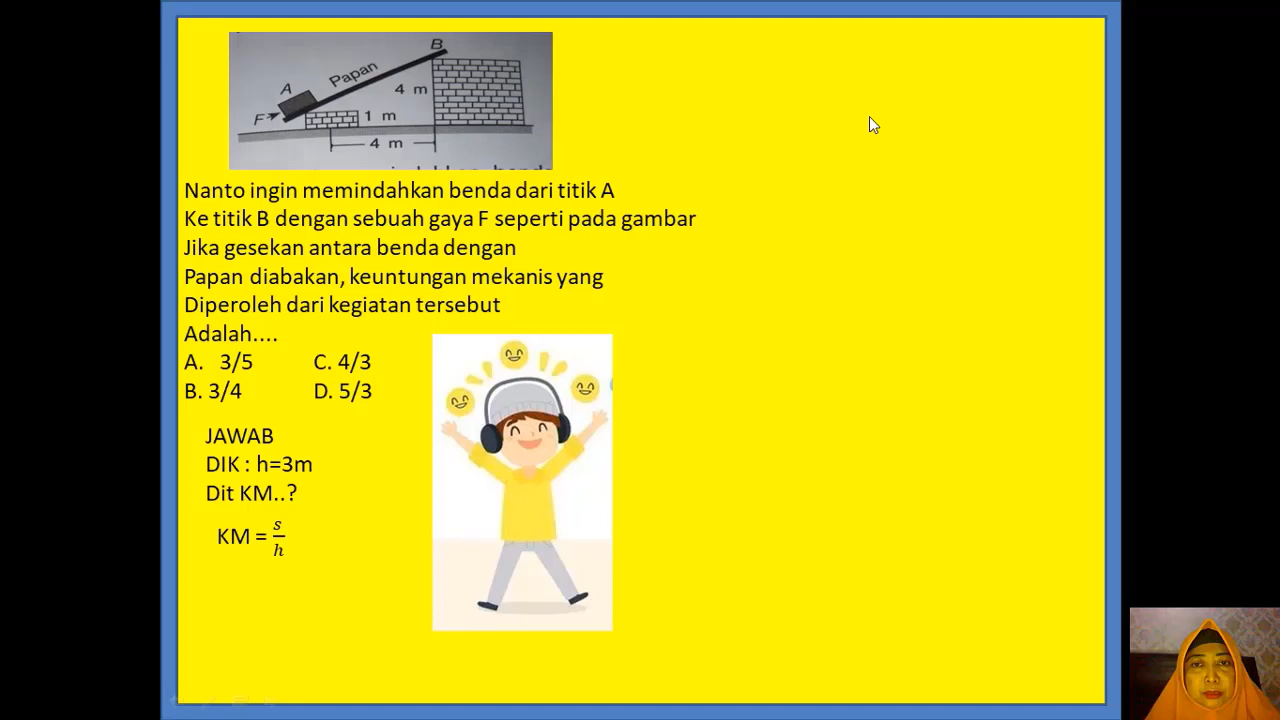 B
Papan
A
4 m
F
1 m
4 m
Nanto ingin memindahkan benda dari titik A
Ke titik B dengan sebuah gaya F seperti pada gambar
Jika gesekan antara benda dengan
Papan diabakan, keuntungan mekanis yang
Diperoleh dari kegiatan tersebut
Adalah....
A. 3/5 C. 4/3
B. 3/4 D. 5/3
JAWAB
DIK : h=3m
Dit KM..?
KM = s/h